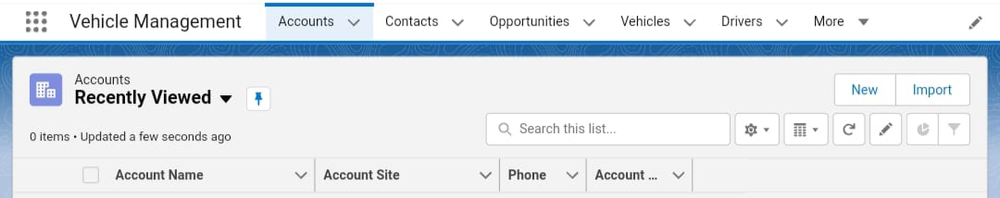 Vehicle Management Accounts Contacts Opportunities Vehicles Drivers More
Accounts
Recently Viewed
New Import
0 items • Updated a few seconds ago
Search this list...
Account Name Account Site Phone Account ...